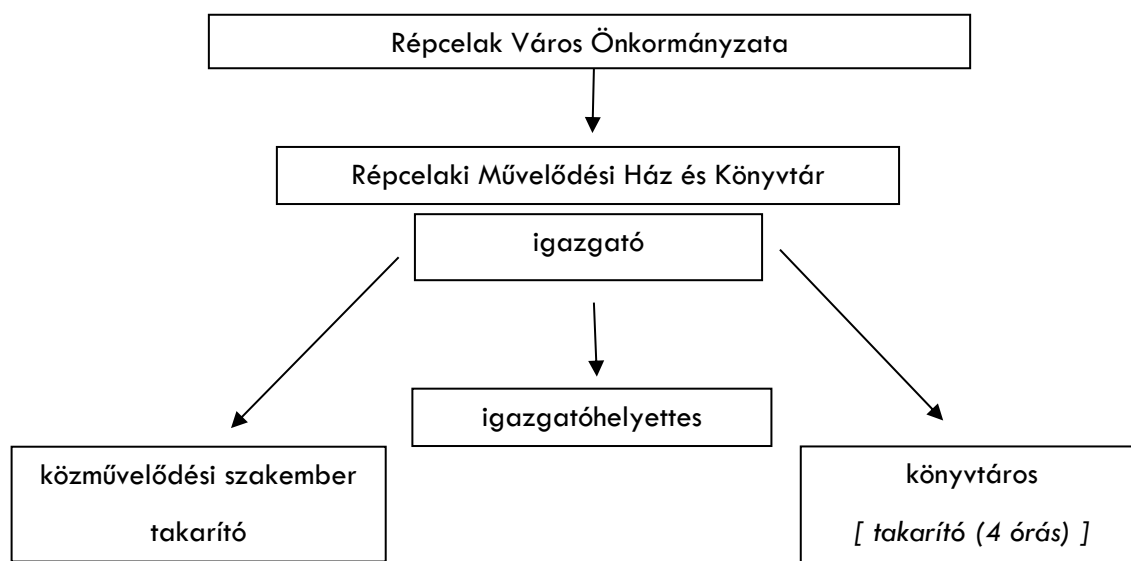 Répcelak Város Önkormányzata
Répcelaki Művelődési Ház és Könyvtár
igazgató
igazgatóhelyettes
közművelődési szakember
takarító
könyvtáros
[ takarító (4 órás) ]